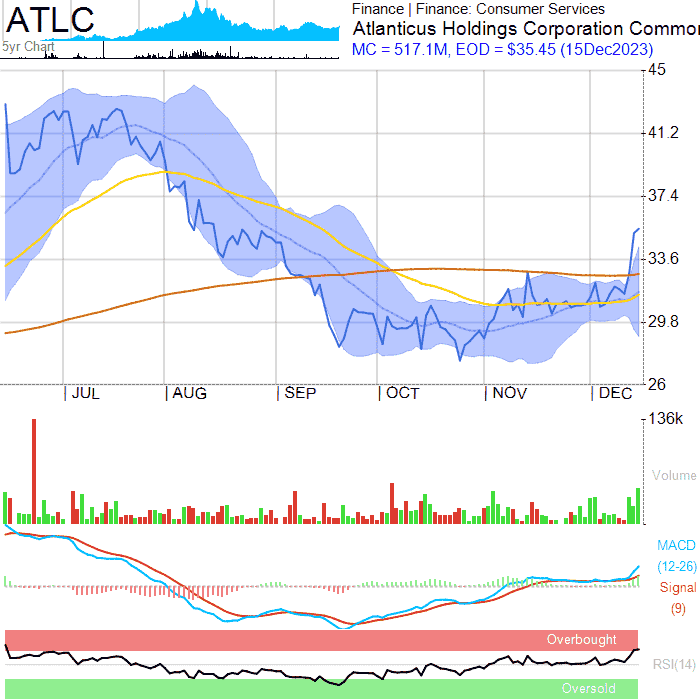 ATLC
5yr Chart
Finance | Finance: Consumer Services
Atlanticus Holdings Corporation Commo
MC = 517.1M, EOD = $35.45 (15Dec2023)
45
41.2
37.4
33.6
29.8
26
| JUL | AUG | SEP | OCT | NOV | DEC
136k
Volume
MACD
(12-26)
Signal
(9)
Overbought
RSI(14)
Oversold